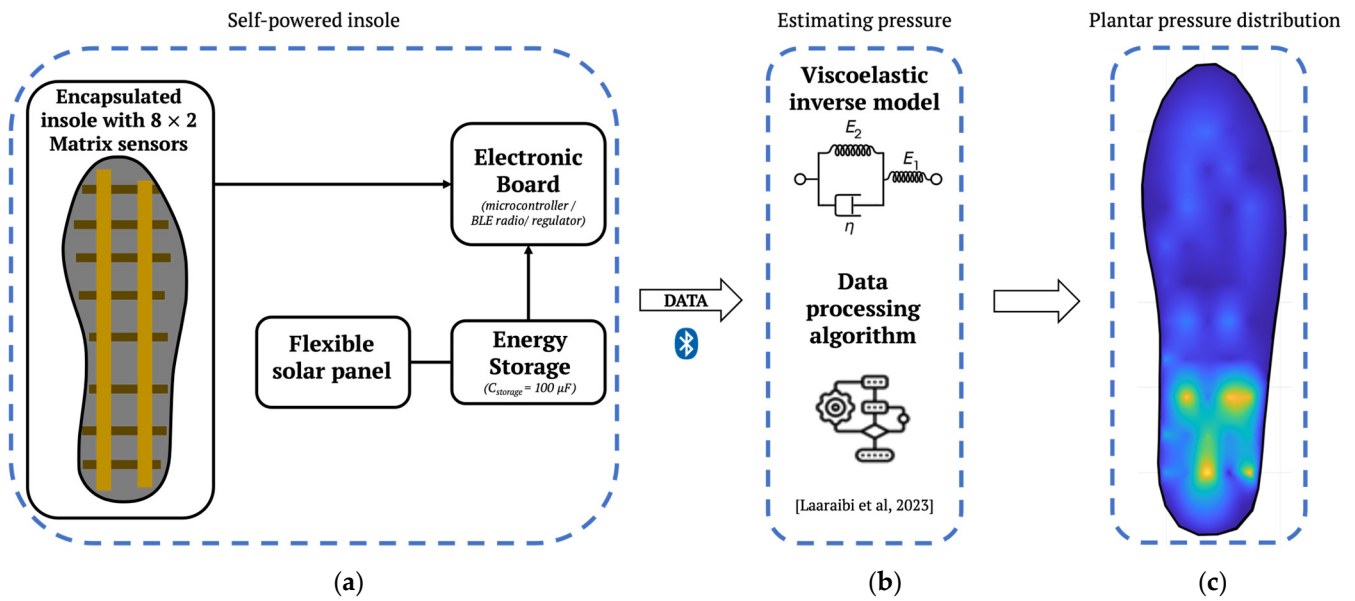 Self-powered insole
Encapsulated
insole with 8 × 2
Matrix sensors
Electronic
Board
(microcontroller /
BLE radio/ regulator)
Flexible
solar panel
Energy
Storage
(C_storage = 100 µF)
DATA
Estimating pressure
Viscoelastic
inverse model
E₂
E₁
η
Data
processing
algorithm
[Laaraibi et al, 2023]
Plantar pressure distribution
(a)
(b)
(c)